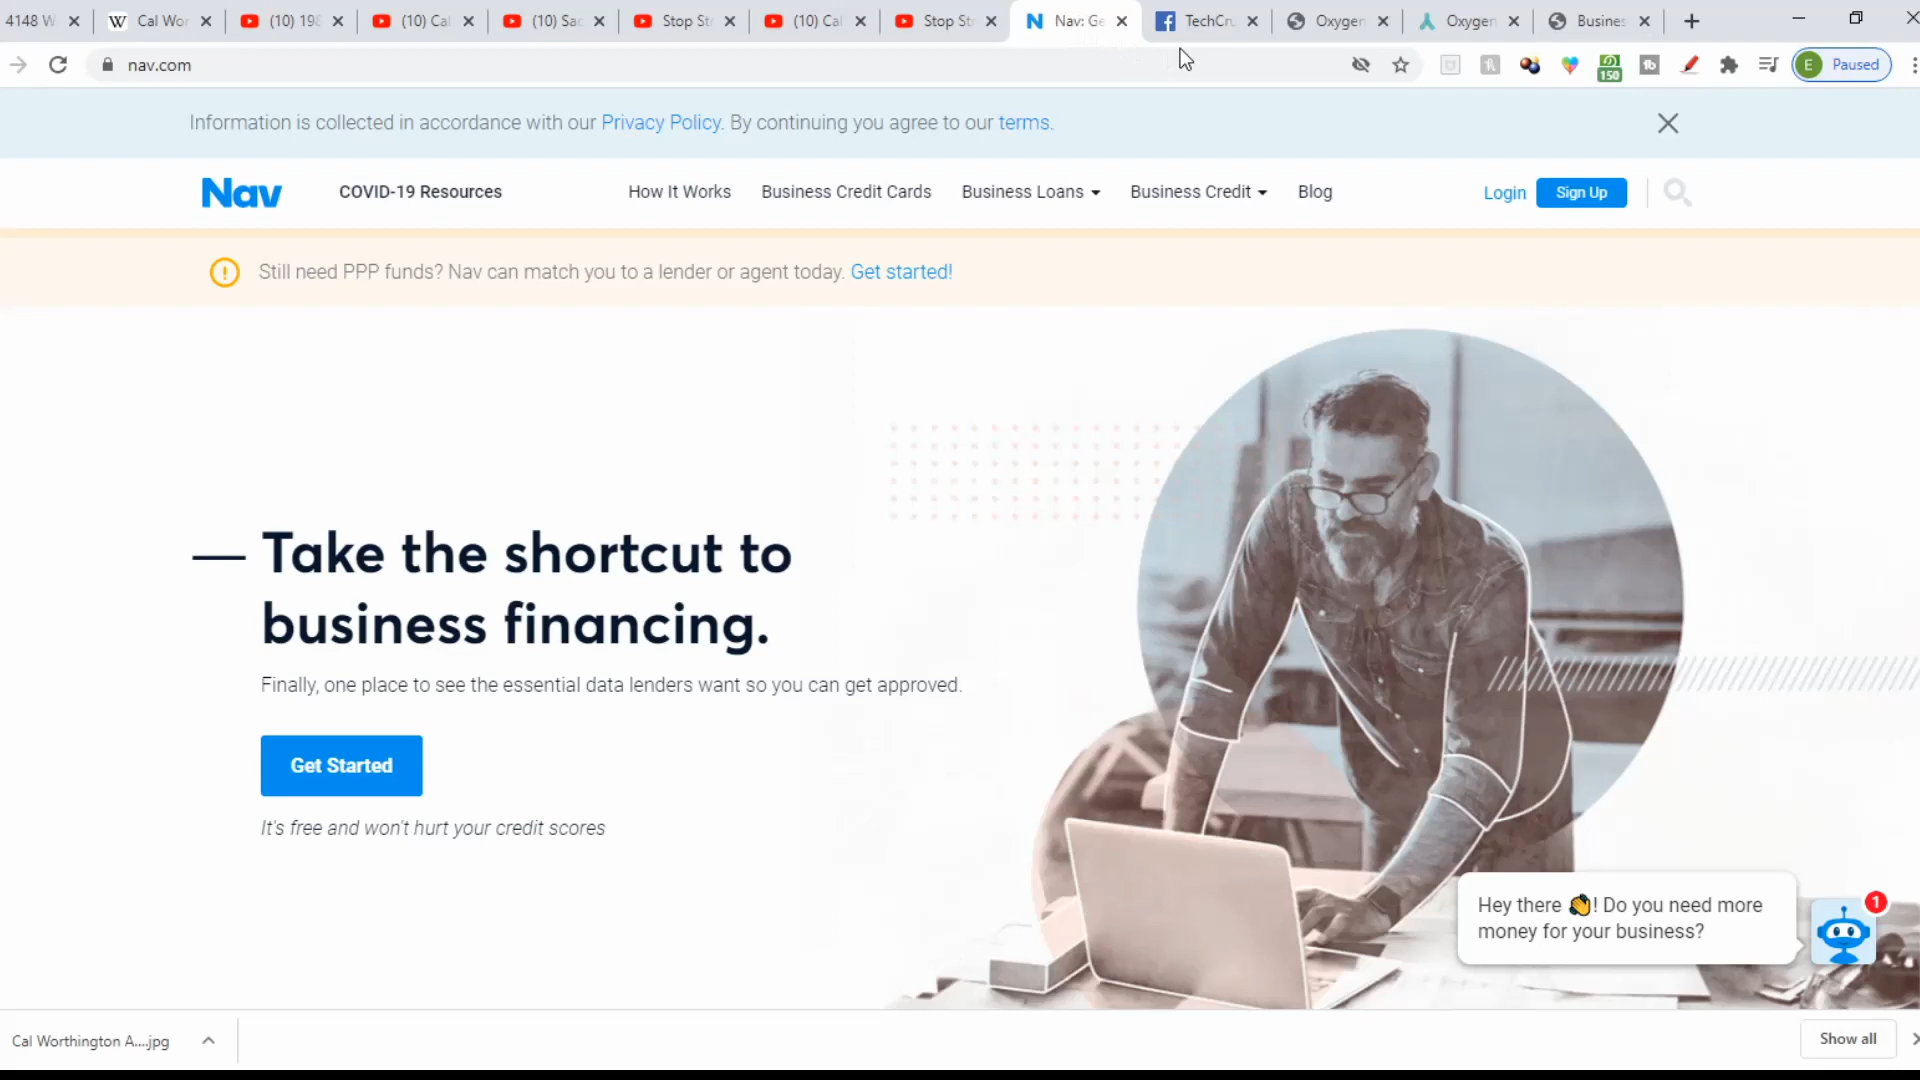 4148 W
Cal Wor
(10) 198
(10) Cal
(10) Sac
Stop St
(10) Cal
Stop St
Nav: Ge
TechCru
Oxygen
Oxygen
Busines
nav.com
150
E Paused
Information is collected in accordance with our Privacy Policy. By continuing you agree to our terms.
Nav
COVID-19 Resources
How It Works
Business Credit Cards
Business Loans
Business Credit
Blog
Login
Sign Up
Still need PPP funds? Nav can match you to a lender or agent today. Get started!
Take the shortcut to
business financing.
Finally, one place to see the essential data lenders want so you can get approved.
Get Started
It's free and won't hurt your credit scores
Hey there 👋! Do you need more
money for your business?
1
Cal Worthington A....jpg
Show all